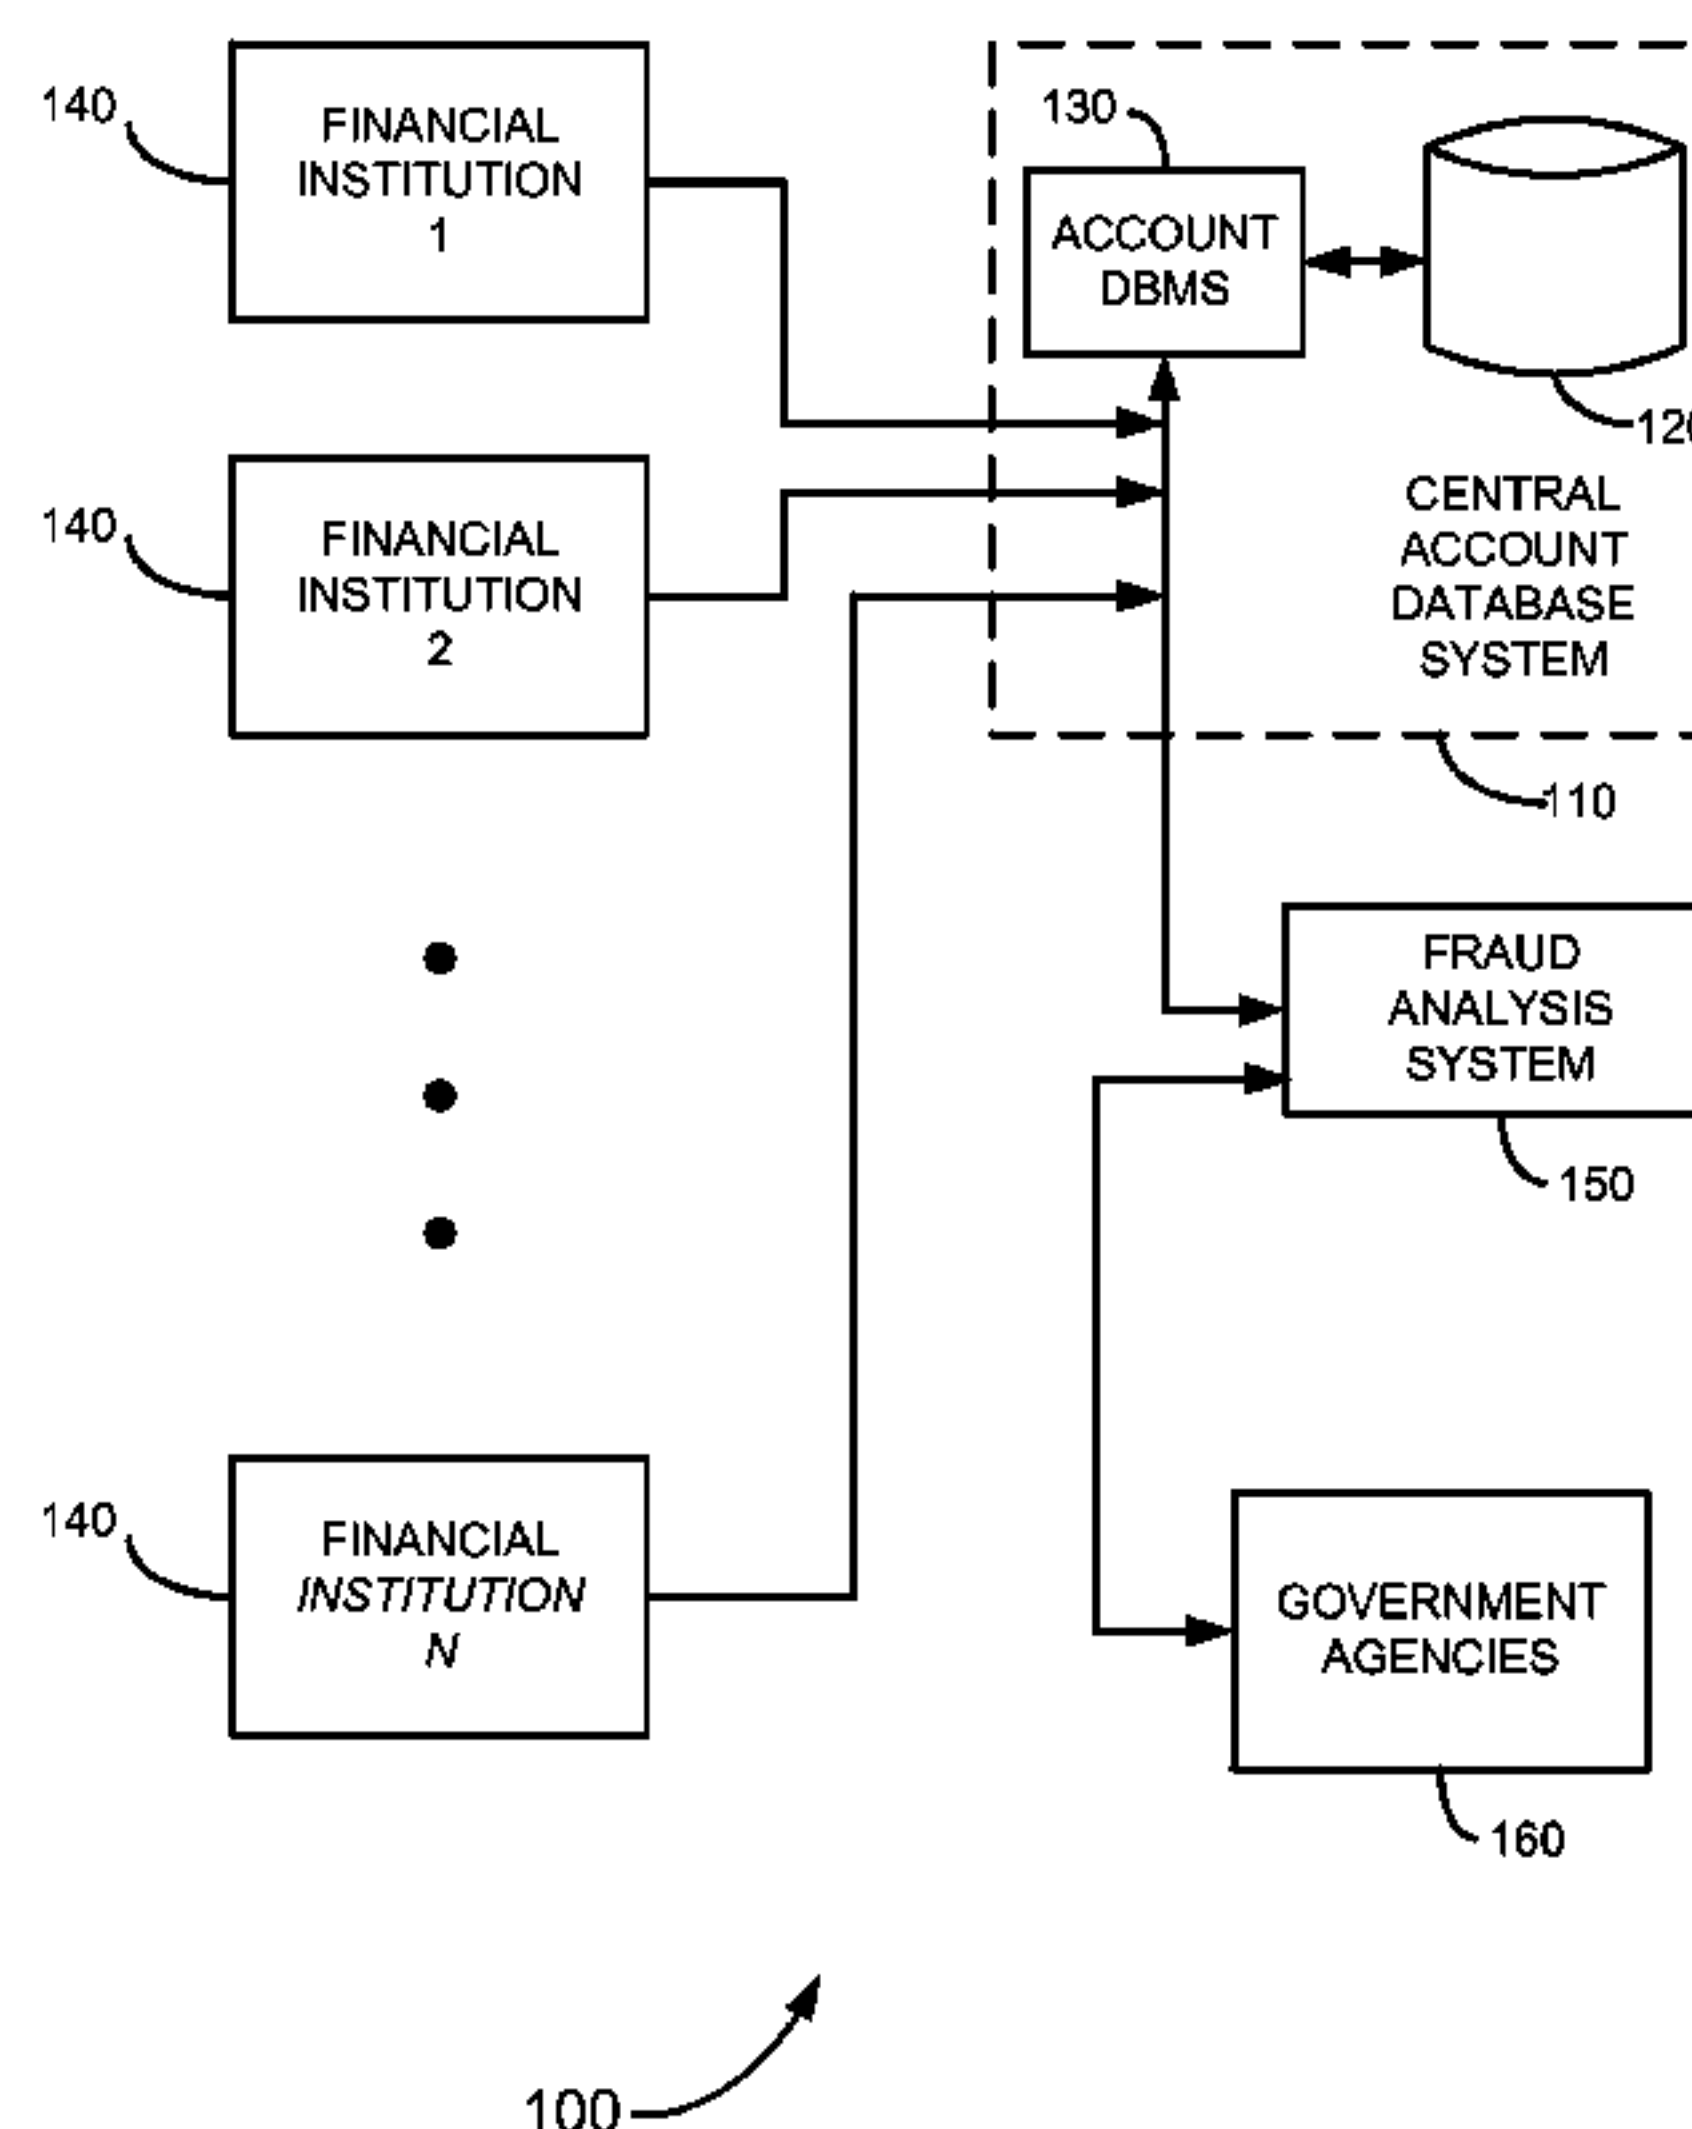 140
FINANCIAL
INSTITUTION
1
130
ACCOUNT
DBMS
120
140
FINANCIAL
INSTITUTION
2
CENTRAL
ACCOUNT
DATABASE
SYSTEM
110
FRAUD
ANALYSIS
SYSTEM
150
140
FINANCIAL
INSTITUTION
N
GOVERNMENT
AGENCIES
160
100